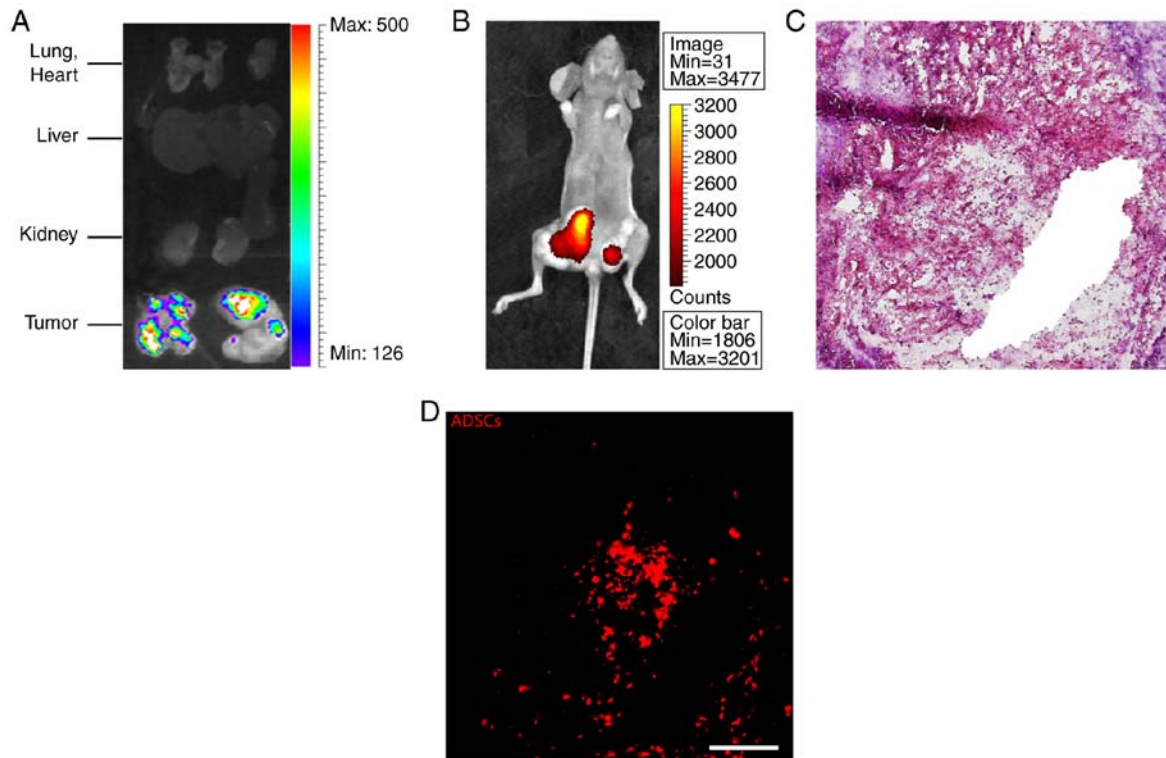 A
Lung,
Heart
Liver
Kidney
Tumor
Max: 500
Min: 126
B
Image
Min=31
Max=3477
3200
3000
2800
2600
2400
2200
2000
Counts
Color bar
Min=1806
Max=3201
C
D
ADSCs